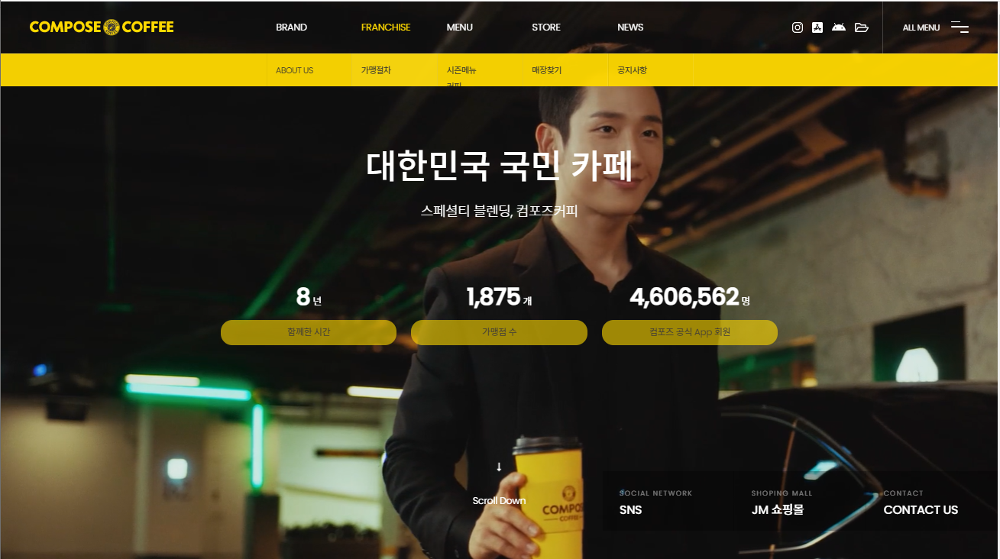 COMPOSE COFFEE
BRAND
FRANCHISE
MENU
STORE
NEWS
ALL MENU
ABOUT US
가맹절차
시즌메뉴
매장찾기
공지사항
커피
대한민국 국민 카페
스페셜티 블렌딩, 컴포즈커피
8 년
1,875 개
4,606,562 명
함께한 시간
가맹점 수
컴포즈 공식 App 회원
Scroll Down
COMPOSE
COFFEE
SOCIAL NETWORK
SHOPING MALL
CONTACT
SNS
JM 쇼핑몰
CONTACT US